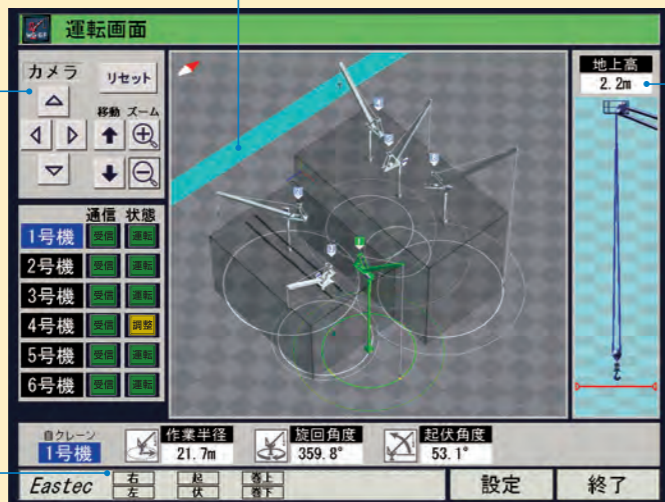 運転画面
カメラ
リセット
移動 ズーム
通信 状態
1号機 受信 運転
2号機 受信 運転
3号機 受信 運転
4号機 受信 調整
5号機 受信 運転
6号機 受信 運転
地上高
2.2m
自クレーン
1号機
作業半径
21.7m
旋回角度
359.8°
起伏角度
53.1°
Eastec
右 起 巻上
左 伏 巻下
設定
終了